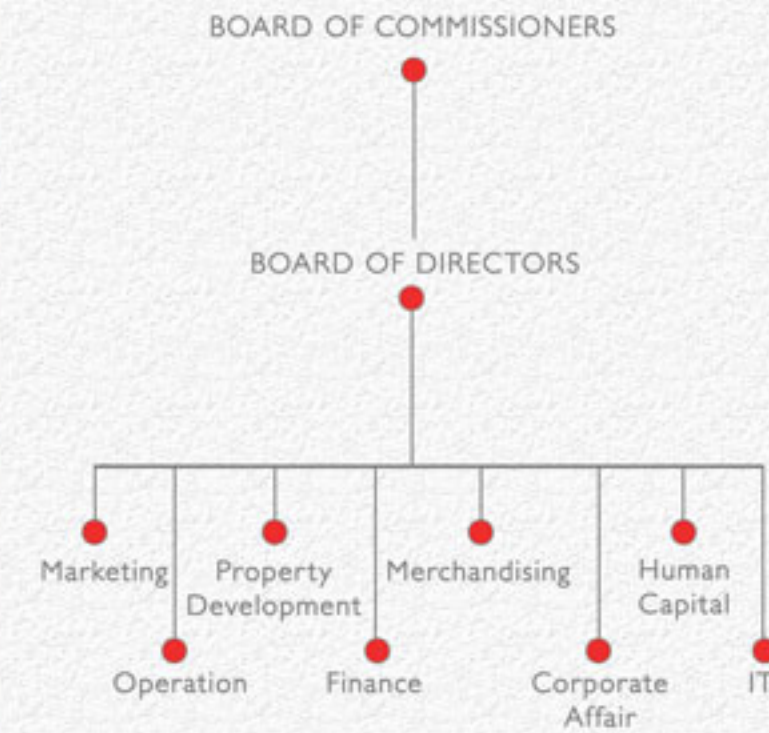 BOARD OF COMMISSIONERS
BOARD OF DIRECTORS
Marketing
Property
Development
Merchandising
Human
Capital
Operation
Finance
Corporate
Affair
IT